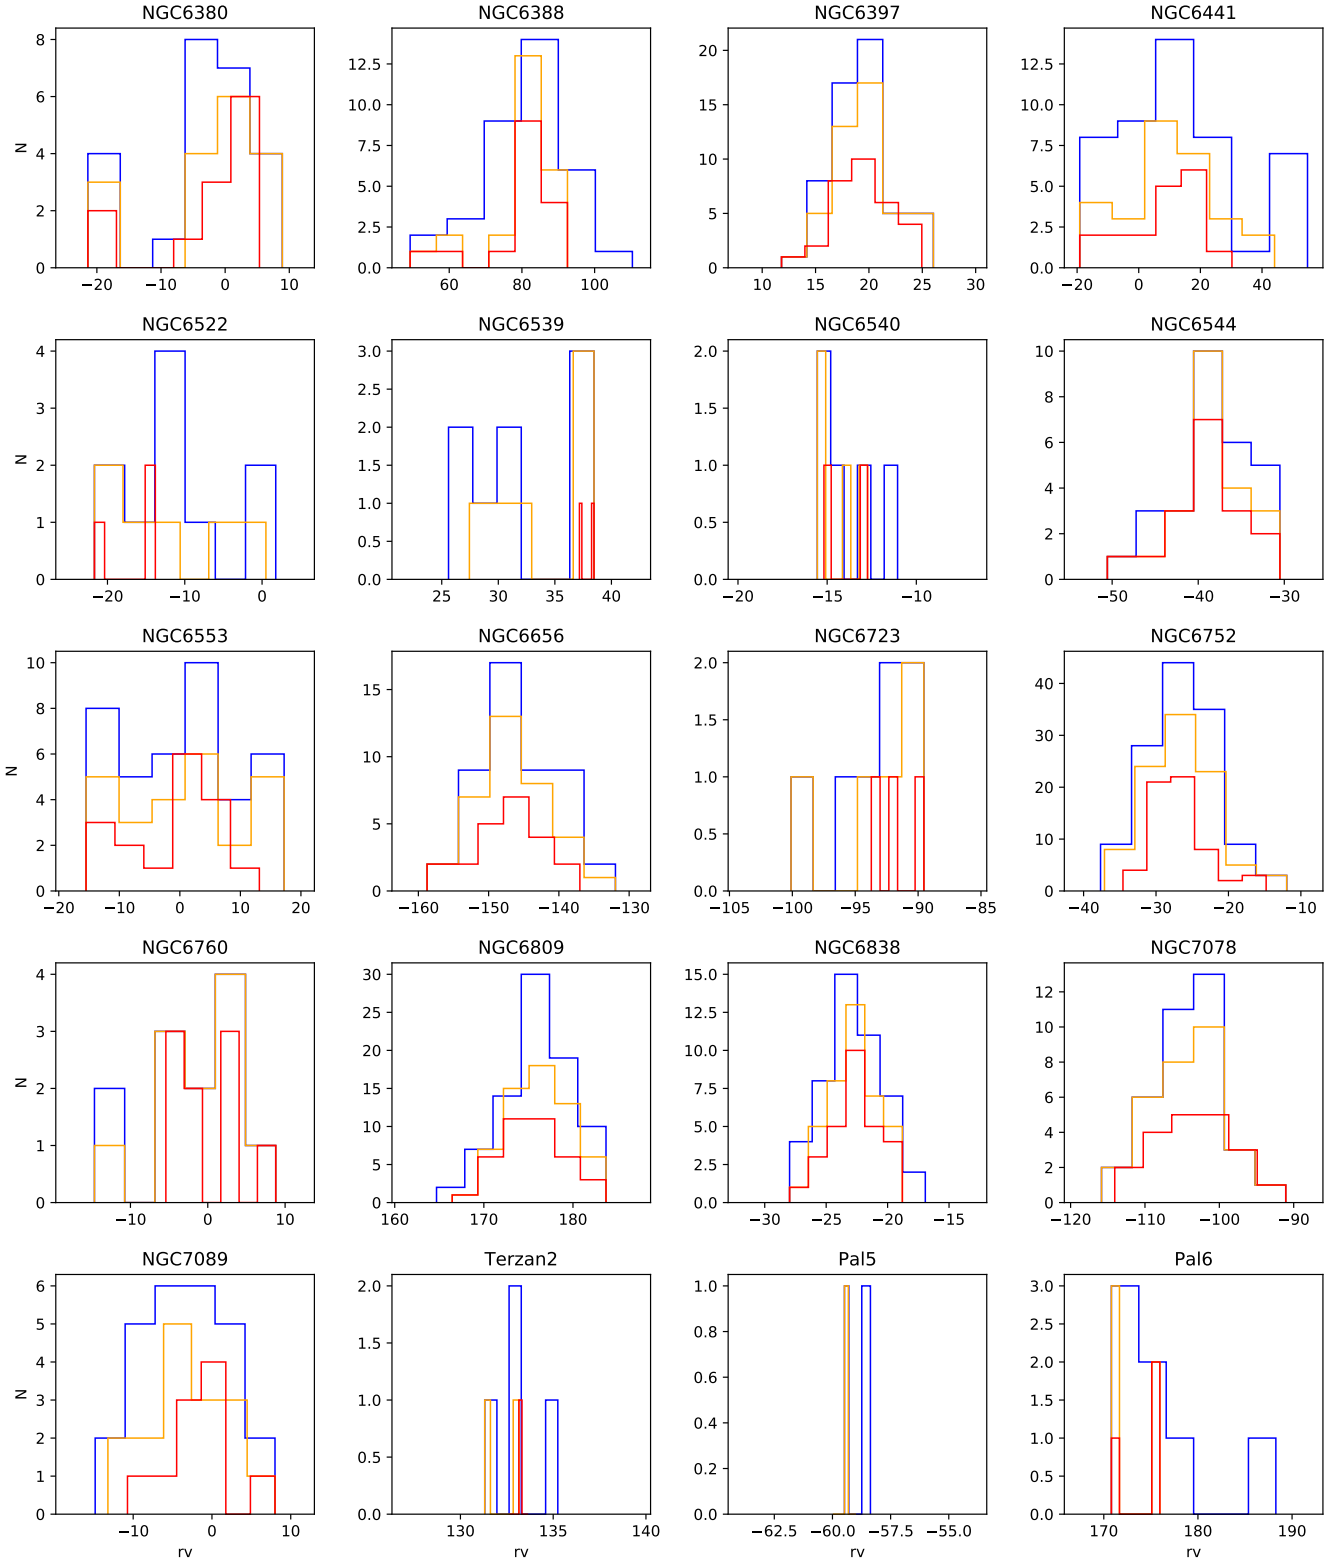 NGC6380 NGC6388 NGC6397 NGC6441
8 6 4 2 0 N −20 −10 0 10
12.5 10.0 7.5 5.0 2.5 0.0 60 80 100
20 15 10 5 0 10 15 20 25 30
12.5 10.0 7.5 5.0 2.5 0.0 −20 0 20 40
NGC6522 NGC6539 NGC6540 NGC6544
4 3 2 1 0 N −20 −10 0
3.0 2.5 2.0 1.5 1.0 0.5 0.0 25 30 35 40
2.0 1.5 1.0 0.5 0.0 −20 −15 −10
10 8 6 4 2 0 −50 −40 −30
NGC6553 NGC6656 NGC6723 NGC6752
10 8 6 4 2 0 N −20 −10 0 10 20
15 10 5 0 −160 −150 −140 −130
2.0 1.5 1.0 0.5 0.0 −105 −100 −95 −90 −85
40 30 20 10 0 −40 −30 −20 −10
NGC6760 NGC6809 NGC6838 NGC7078
4 3 2 1 0 N −10 0 10
30 25 20 15 10 5 0 160 170 180
15.0 12.5 10.0 7.5 5.0 2.5 0.0 −30 −25 −20 −15
12 10 8 6 4 2 0 −120 −110 −100 −90
NGC7089 Terzan2 Pal5 Pal6
6 5 4 3 2 1 0 N −10 0 10 rv
2.0 1.5 1.0 0.5 0.0 130 135 140 rv
1.0 0.8 0.6 0.4 0.2 0.0 −62.5 −60.0 −57.5 −55.0 rv
3.0 2.5 2.0 1.5 1.0 0.5 0.0 170 180 190 rv